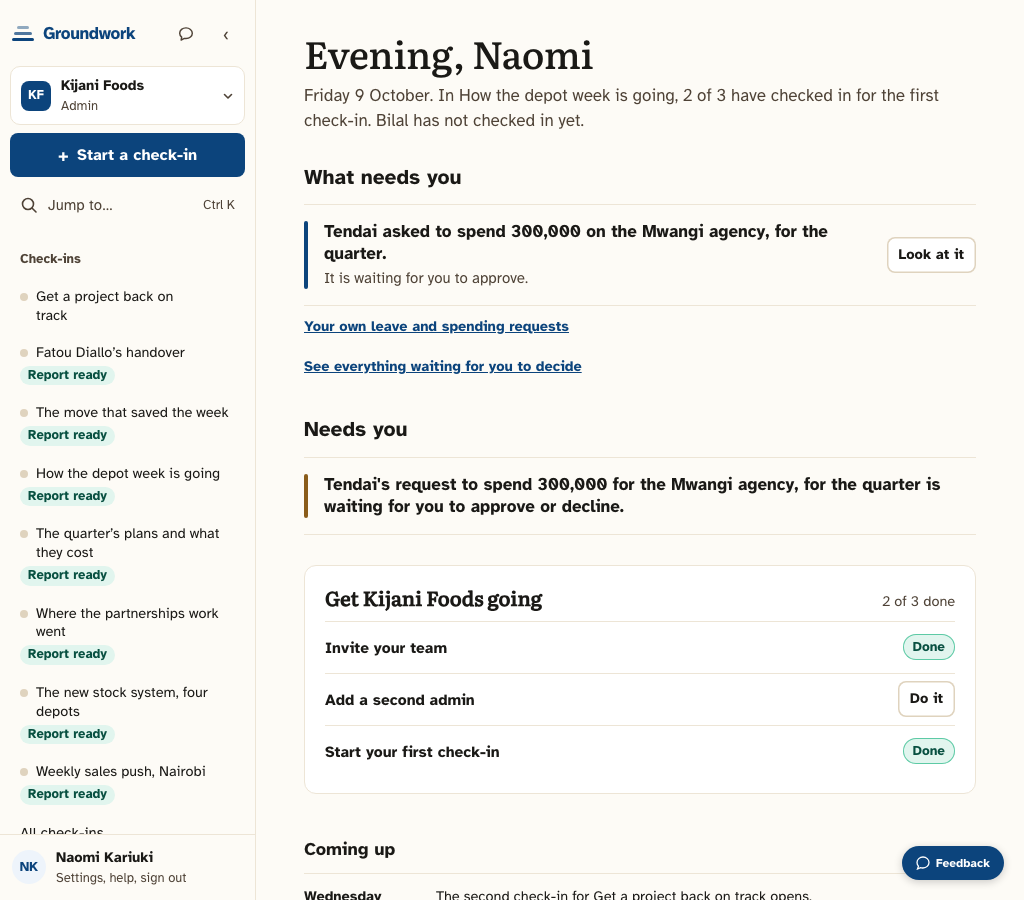 Groundwork
KF
Kijani Foods
Admin
+ Start a check-in
Jump to...
Ctrl K
Check-ins
Get a project back on
track
Fatou Diallo’s handover
Report ready
The move that saved the week
Report ready
How the depot week is going
Report ready
The quarter’s plans and what
they cost
Report ready
Where the partnerships work
went
Report ready
The new stock system, four
depots
Report ready
Weekly sales push, Nairobi
Report ready
All check-ins
NK
Naomi Kariuki
Settings, help, sign out
Evening, Naomi
Friday 9 October. In How the depot week is going, 2 of 3 have checked in for the first
check-in. Bilal has not checked in yet.
What needs you
Tendai asked to spend 300,000 on the Mwangi agency, for the
quarter.
It is waiting for you to approve.
Look at it
Your own leave and spending requests
See everything waiting for you to decide
Needs you
Tendai's request to spend 300,000 for the Mwangi agency, for the quarter is
waiting for you to approve or decline.
Get Kijani Foods going
2 of 3 done
Invite your team
Done
Add a second admin
Do it
Start your first check-in
Done
Coming up
Wednesday
The second check-in for Get a project back on track opens.
Feedback